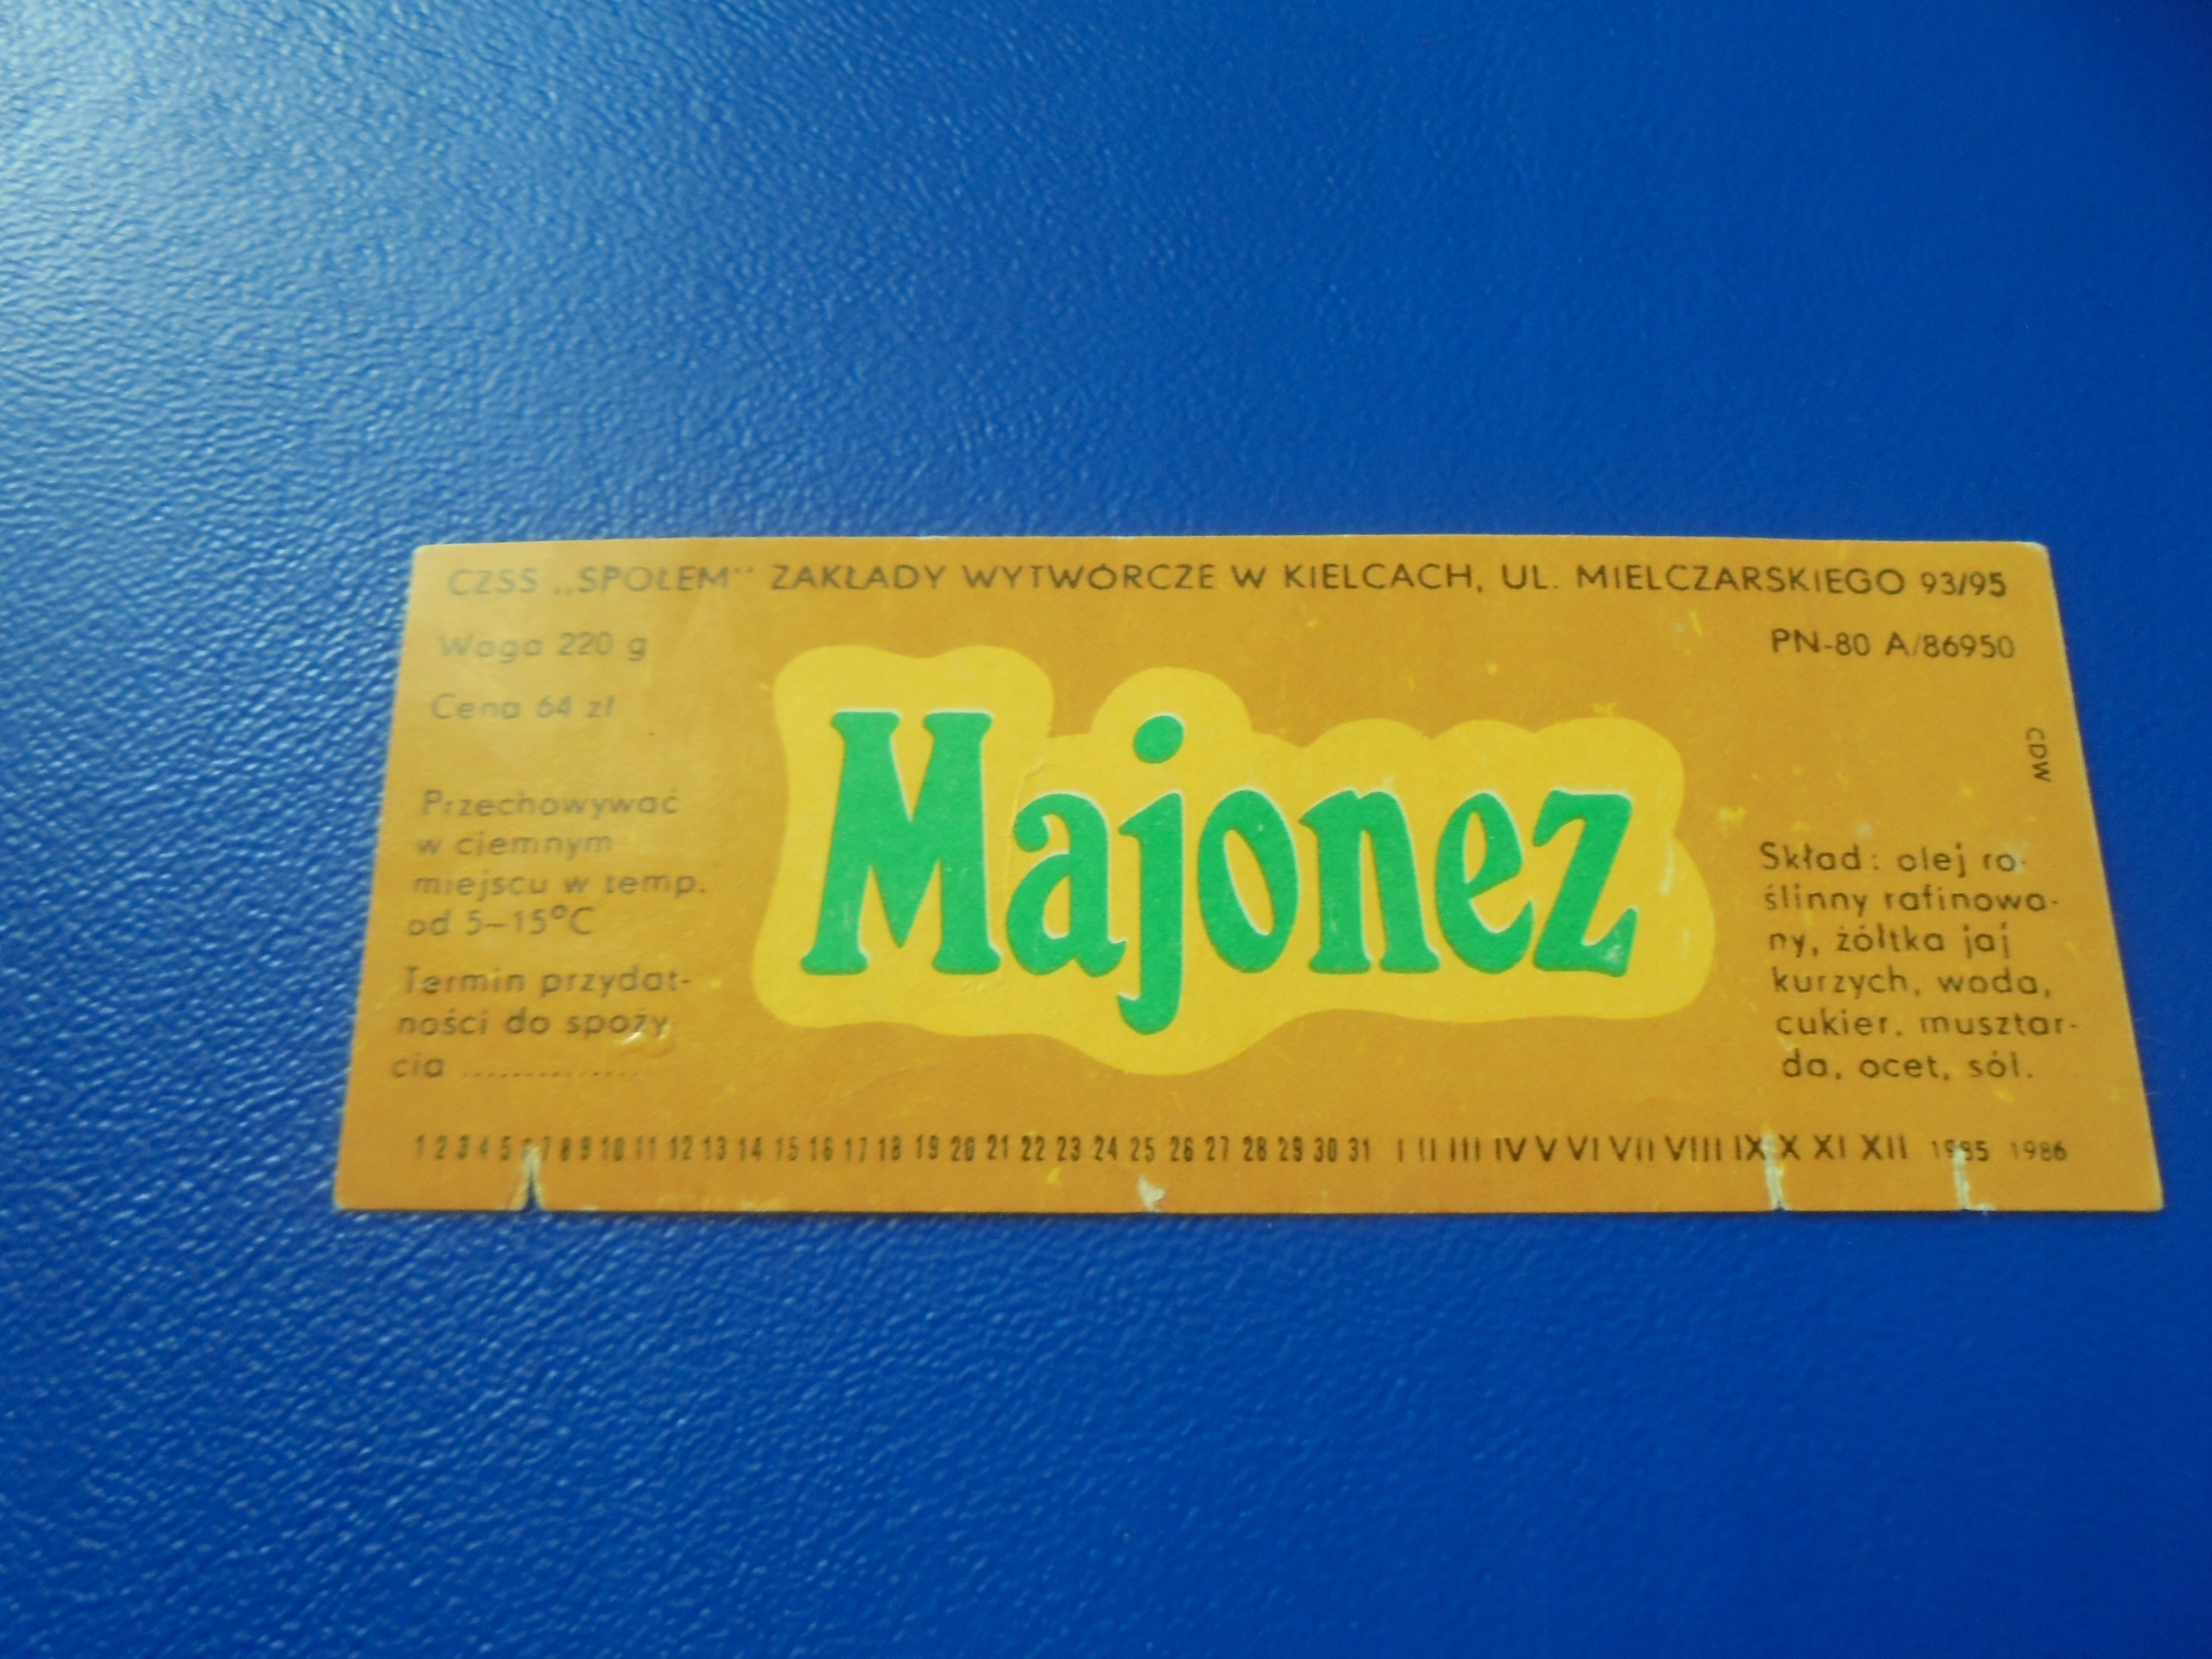 CZSS „SPOŁEM" ZAKŁADY WYTWÓRCZE W KIELCACH, UL. MIELCZARSKIEGO 93/95
Waga 220 g
PN-80 A/86950
Cena 64 zł
CDW
Majonez
Przechowywać
w ciemnym
miejscu w temp.
od 5–15°C
Termin przydat-
ności do spoży
cia ...............
Skład: olej ro-
ślinny rafinowa-
ny, żółtka jaj
kurzych, woda,
cukier, musztar-
da, ocet, sól.
1 2 3 4 5 7 8 9 10 11 12 13 14 15 16 17 18 19 20 21 22 23 24 25 26 27 28 29 30 31 I II III IV V VI VII VIII IX X XI XII 1985 1986